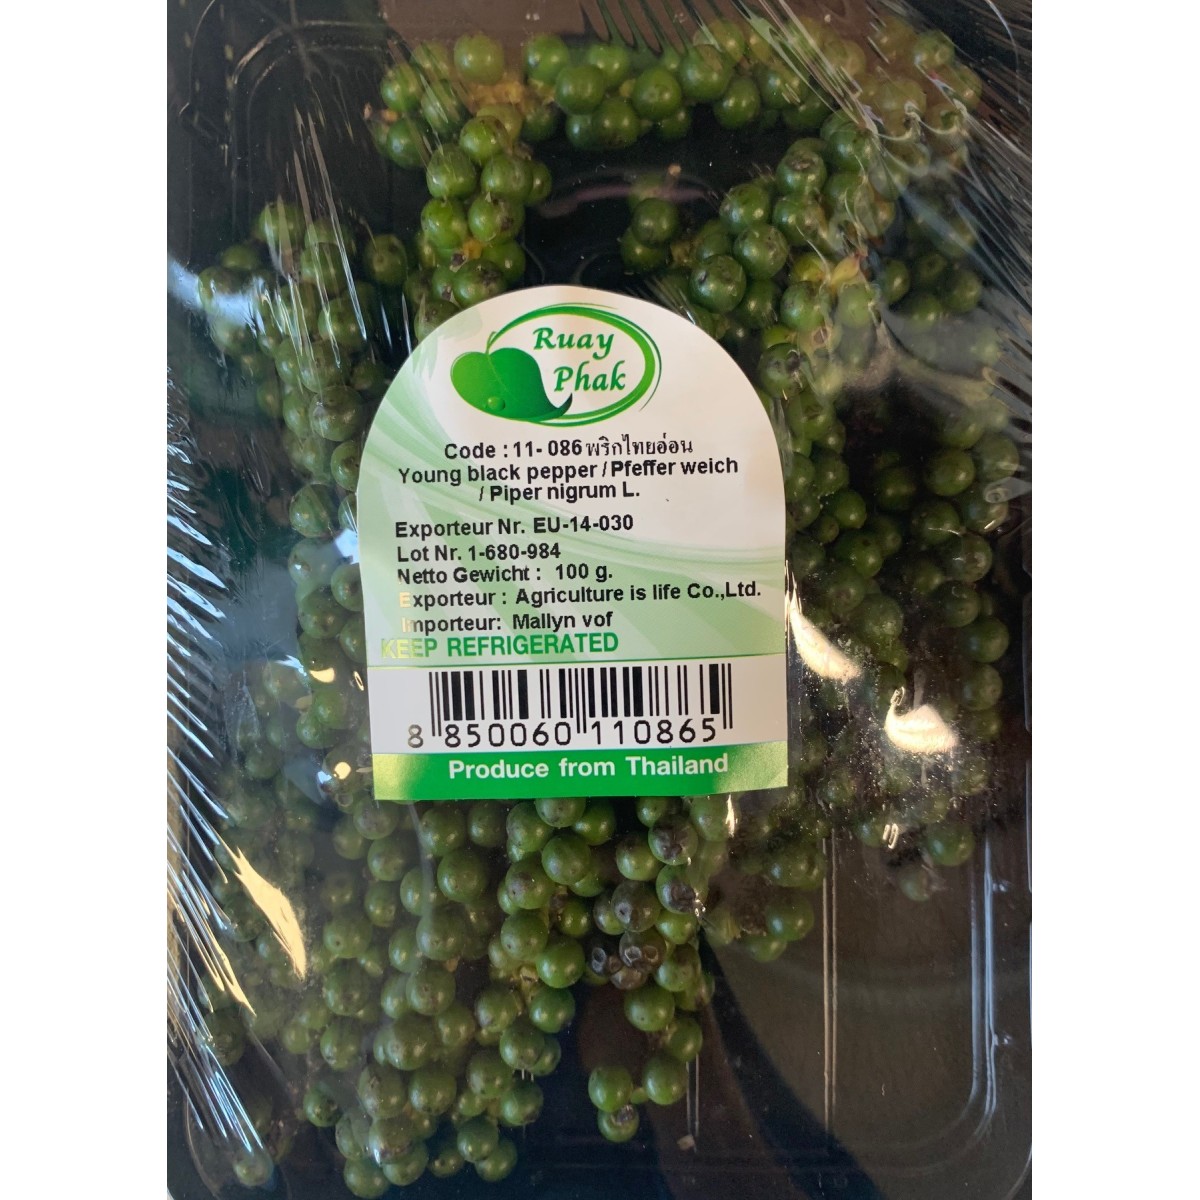 Ruay
Phak
Code : 11- 086 พริกไทยอ่อน
Young black pepper / Pfeffer weich
/ Piper nigrum L.
Exporteur Nr. EU-14-030
Lot Nr. 1-680-984
Netto Gewicht : 100 g.
Exporteur : Agriculture is life Co.,Ltd.
Importeur: Mallyn vof
KEEP REFRIGERATED
8 850060 110865
Produce from Thailand